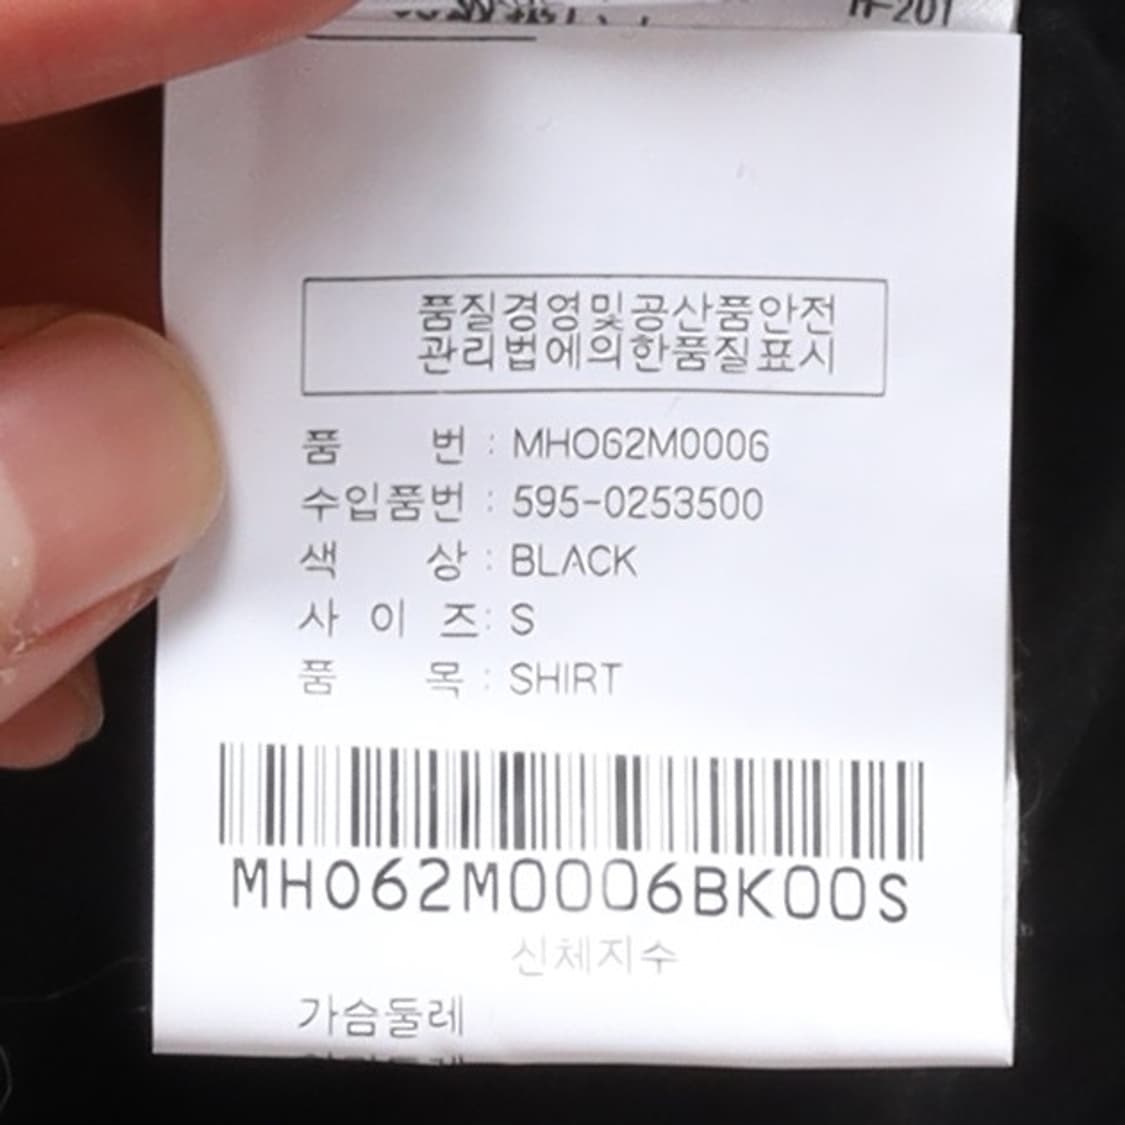 품질경영및공산품안전
관리법에의한품질표시
품 번 : MHO62M0006
수입품번 : 595-0253500
색 상 : BLACK
사 이 즈: S
품 목 : SHIRT
MHO62M0006BK00S
신체지수
가슴둘레